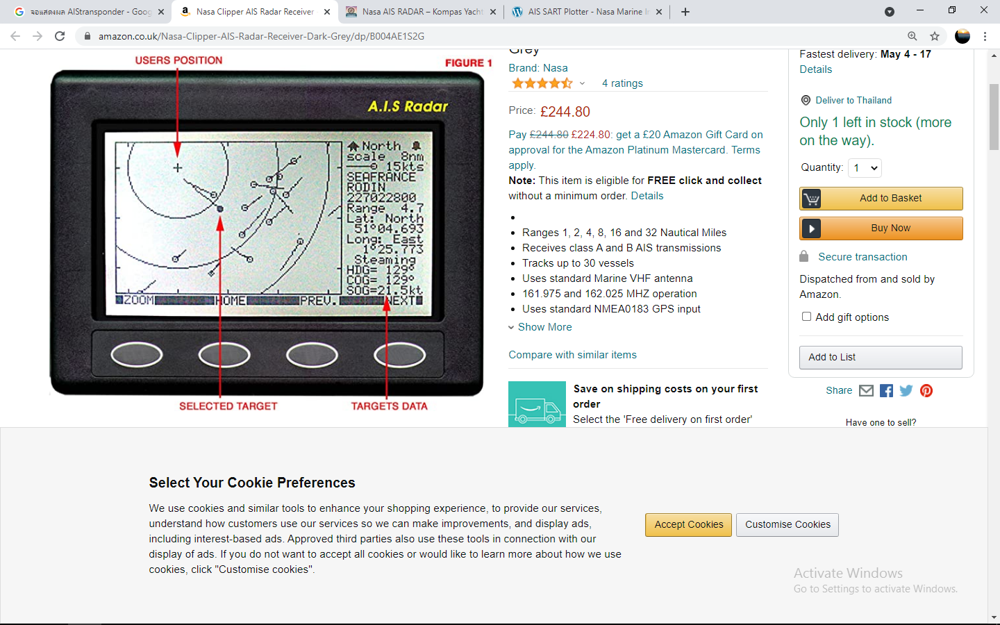 จอแสดงผล AIStransponder - Goog
Nasa Clipper AIS Radar Receiver
Nasa AIS RADAR – Kompas Yacht
AIS SART Plotter - Nasa Marine In
amazon.co.uk/Nasa-Clipper-AIS-Radar-Receiver-Dark-Grey/dp/B004AE1S2G
USERS POSITION
FIGURE 1
A.I.S Radar
North
scale 8nm
15kts
SEAFRANCE
RODIN
227022800
Range 4.7
Lat: North
51°04.693
Long: East
1°25.773
Steaming
HDG= 129°
COG= 129°
SOG=21.5kt
ZOOM HOME PREV. NEXT
SELECTED TARGET
TARGETS DATA
Grey
Brand: Nasa
4 ratings
Price: £244.80
Pay £244.80 £224.80: get a £20 Amazon Gift Card on
approval for the Amazon Platinum Mastercard. Terms
apply.
Note: This item is eligible for FREE click and collect
without a minimum order. Details
Ranges 1, 2, 4, 8, 16 and 32 Nautical Miles
Receives class A and B AIS transmissions
Tracks up to 30 vessels
Uses standard Marine VHF antenna
161.975 and 162.025 MHZ operation
Uses standard NMEA0183 GPS input
Show More
Compare with similar items
Save on shipping costs on your first
order
Select the 'Free delivery on first order'
Fastest delivery: May 4 - 17
Details
Deliver to Thailand
Only 1 left in stock (more
on the way).
Quantity: 1
Add to Basket
Buy Now
Secure transaction
Dispatched from and sold by
Amazon.
Add gift options
Add to List
Share
Have one to sell?
Select Your Cookie Preferences
We use cookies and similar tools to enhance your shopping experience, to provide our services,
understand how customers use our services so we can make improvements, and display ads,
including interest-based ads. Approved third parties also use these tools in connection with our
display of ads. If you do not want to accept all cookies or would like to learn more about how we use
cookies, click "Customise cookies".
Accept Cookies
Customise Cookies
Activate Windows
Go to Settings to activate Windows.